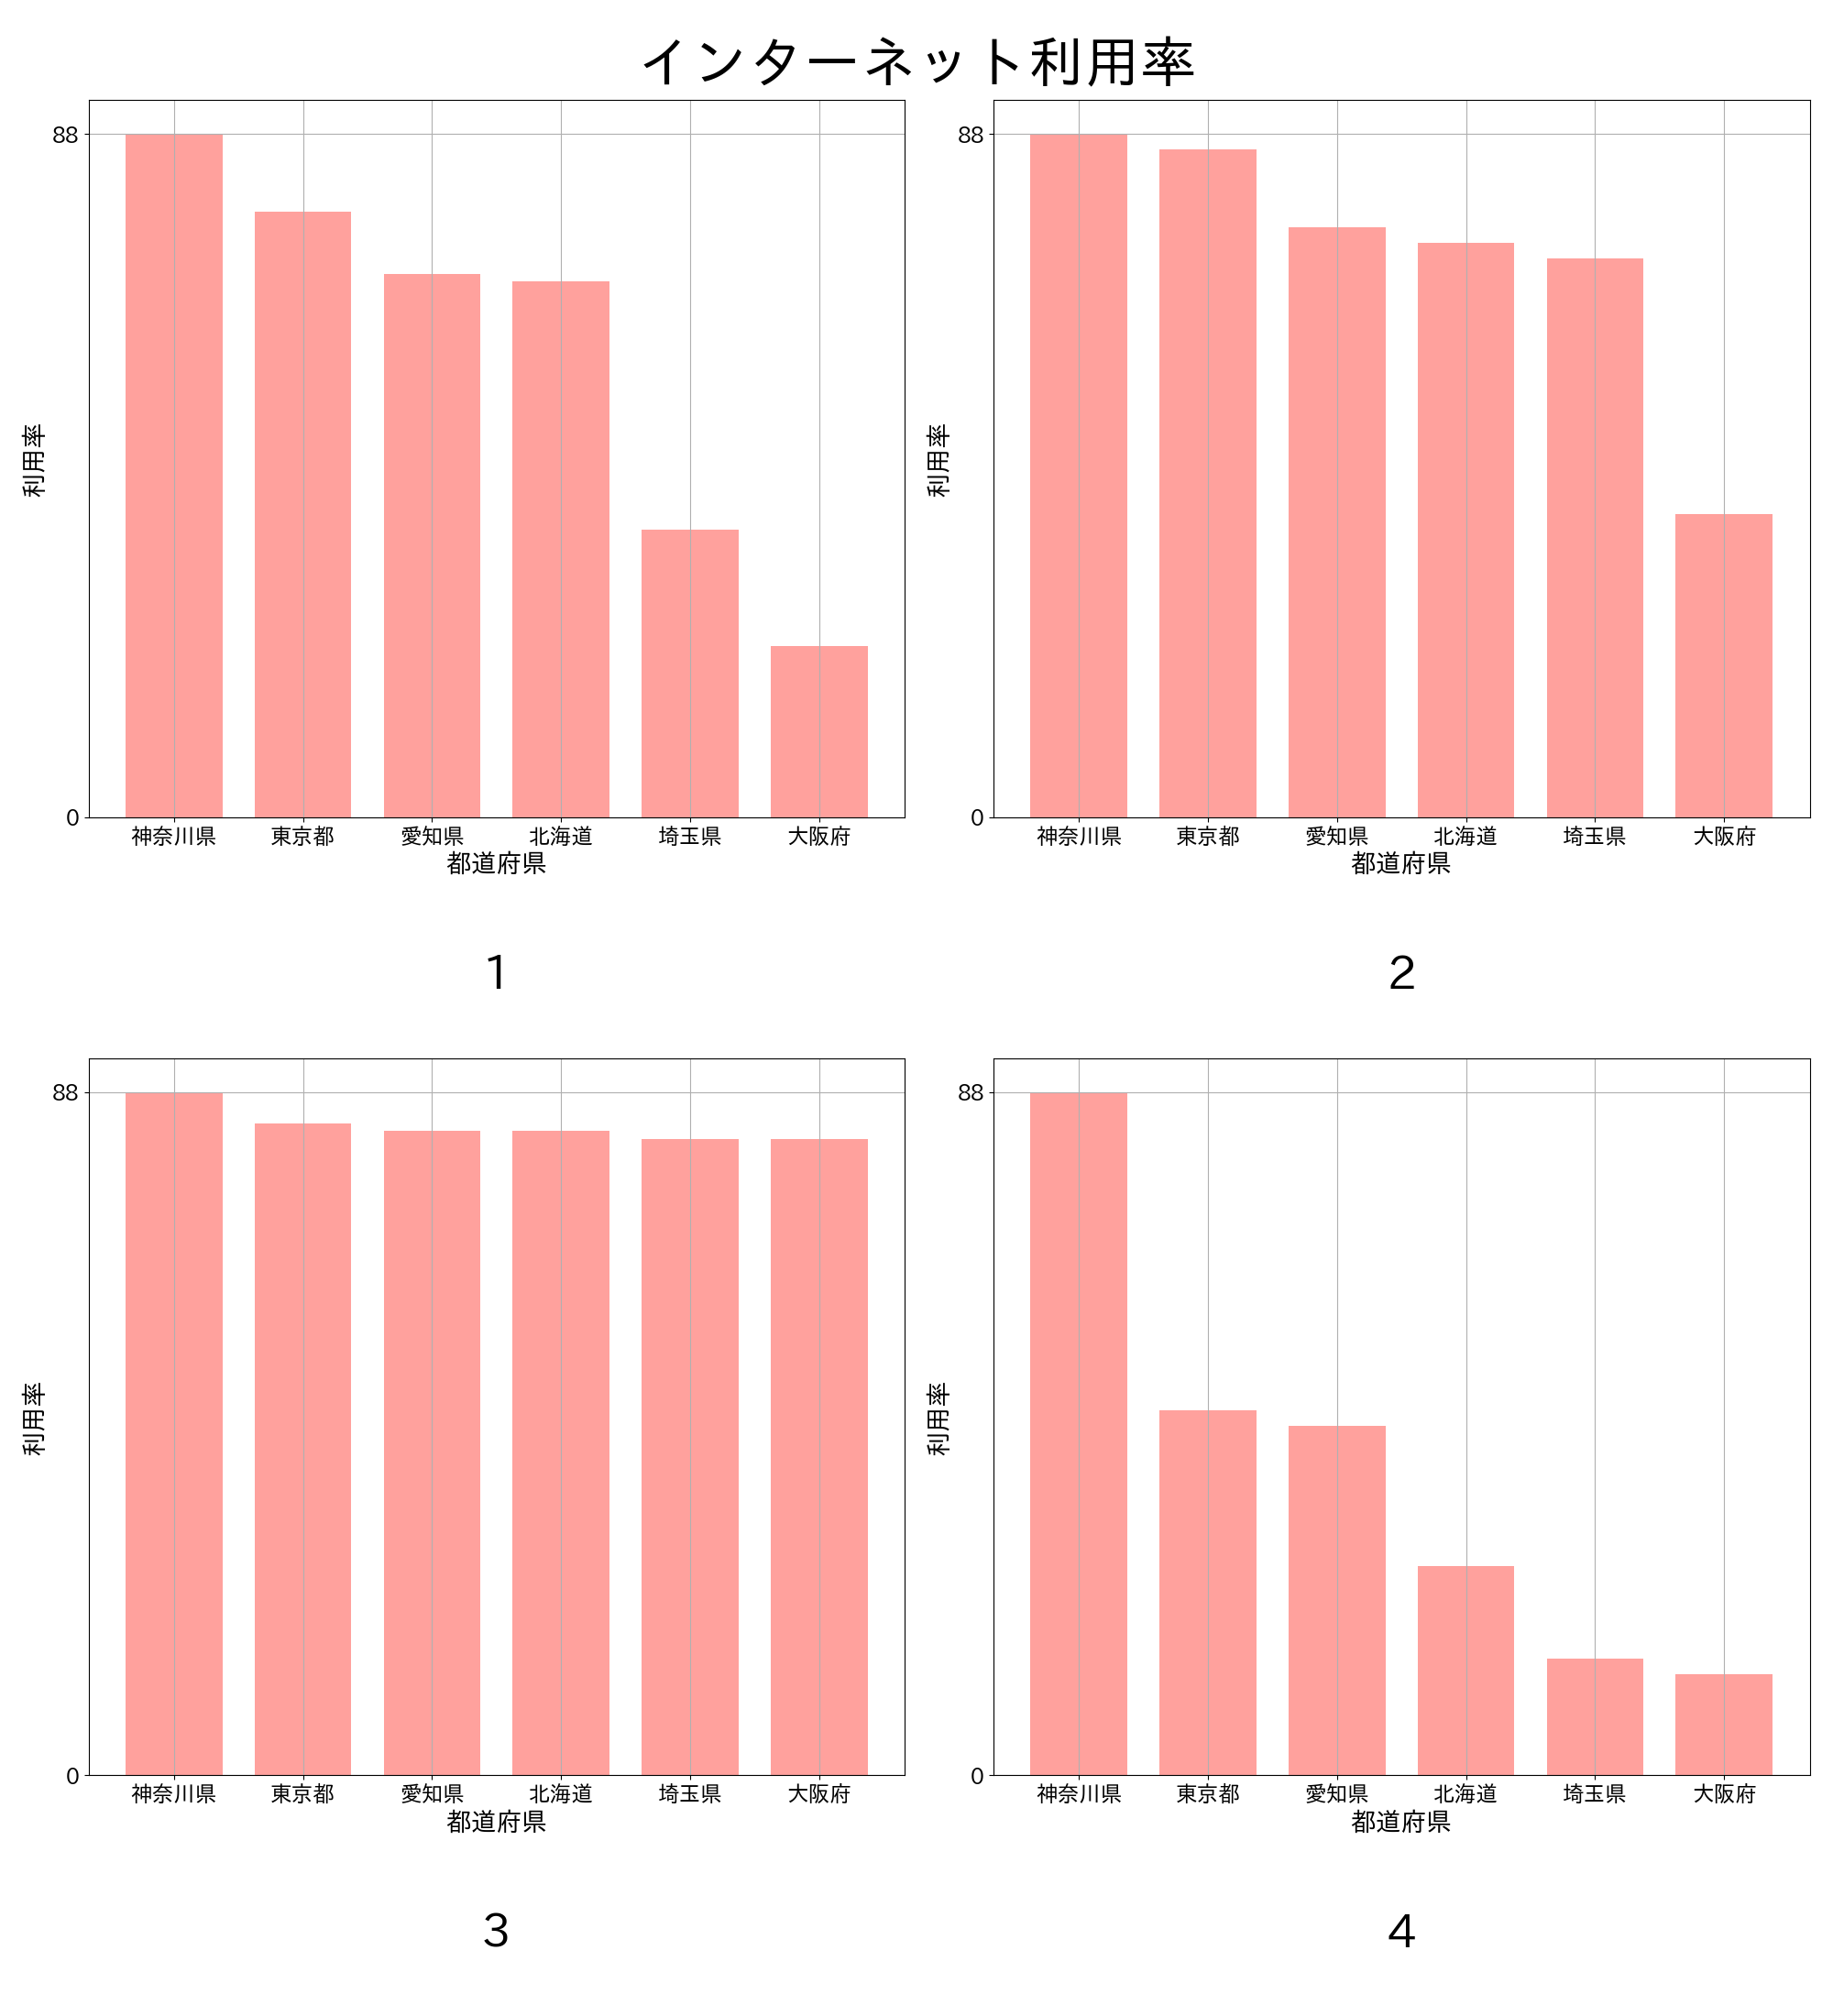 インターネット利用率
88
0
利用率
神奈川県 東京都 愛知県 北海道 埼玉県 大阪府
都道府県
1
88
0
利用率
神奈川県 東京都 愛知県 北海道 埼玉県 大阪府
都道府県
2
88
0
利用率
神奈川県 東京都 愛知県 北海道 埼玉県 大阪府
都道府県
3
88
0
利用率
神奈川県 東京都 愛知県 北海道 埼玉県 大阪府
都道府県
4